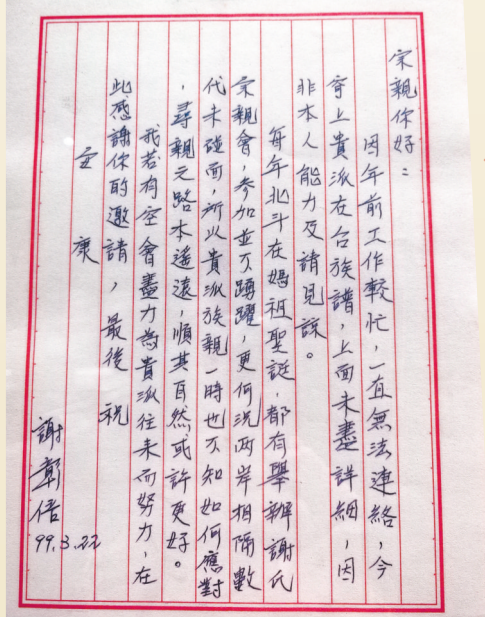 宗親你好：
因年前工作較忙，一直無法連絡，今
寄上貴派在台族譜，上面未盡詳細，因
非本人能力及請見諒。
每年北斗在媽祖聖誕，都有舉辦謝氏
宗親會，參加並不踴躍，更何況兩岸相隔數
代未碰面，所以貴派族親一時也不知如何應對
，尋親之路本遙遠，順其自然或許更好。
我若有空會盡力為貴派往來而努力，在
此感謝你的邀請，最後 祝
安 康
謝彰
99.3.22